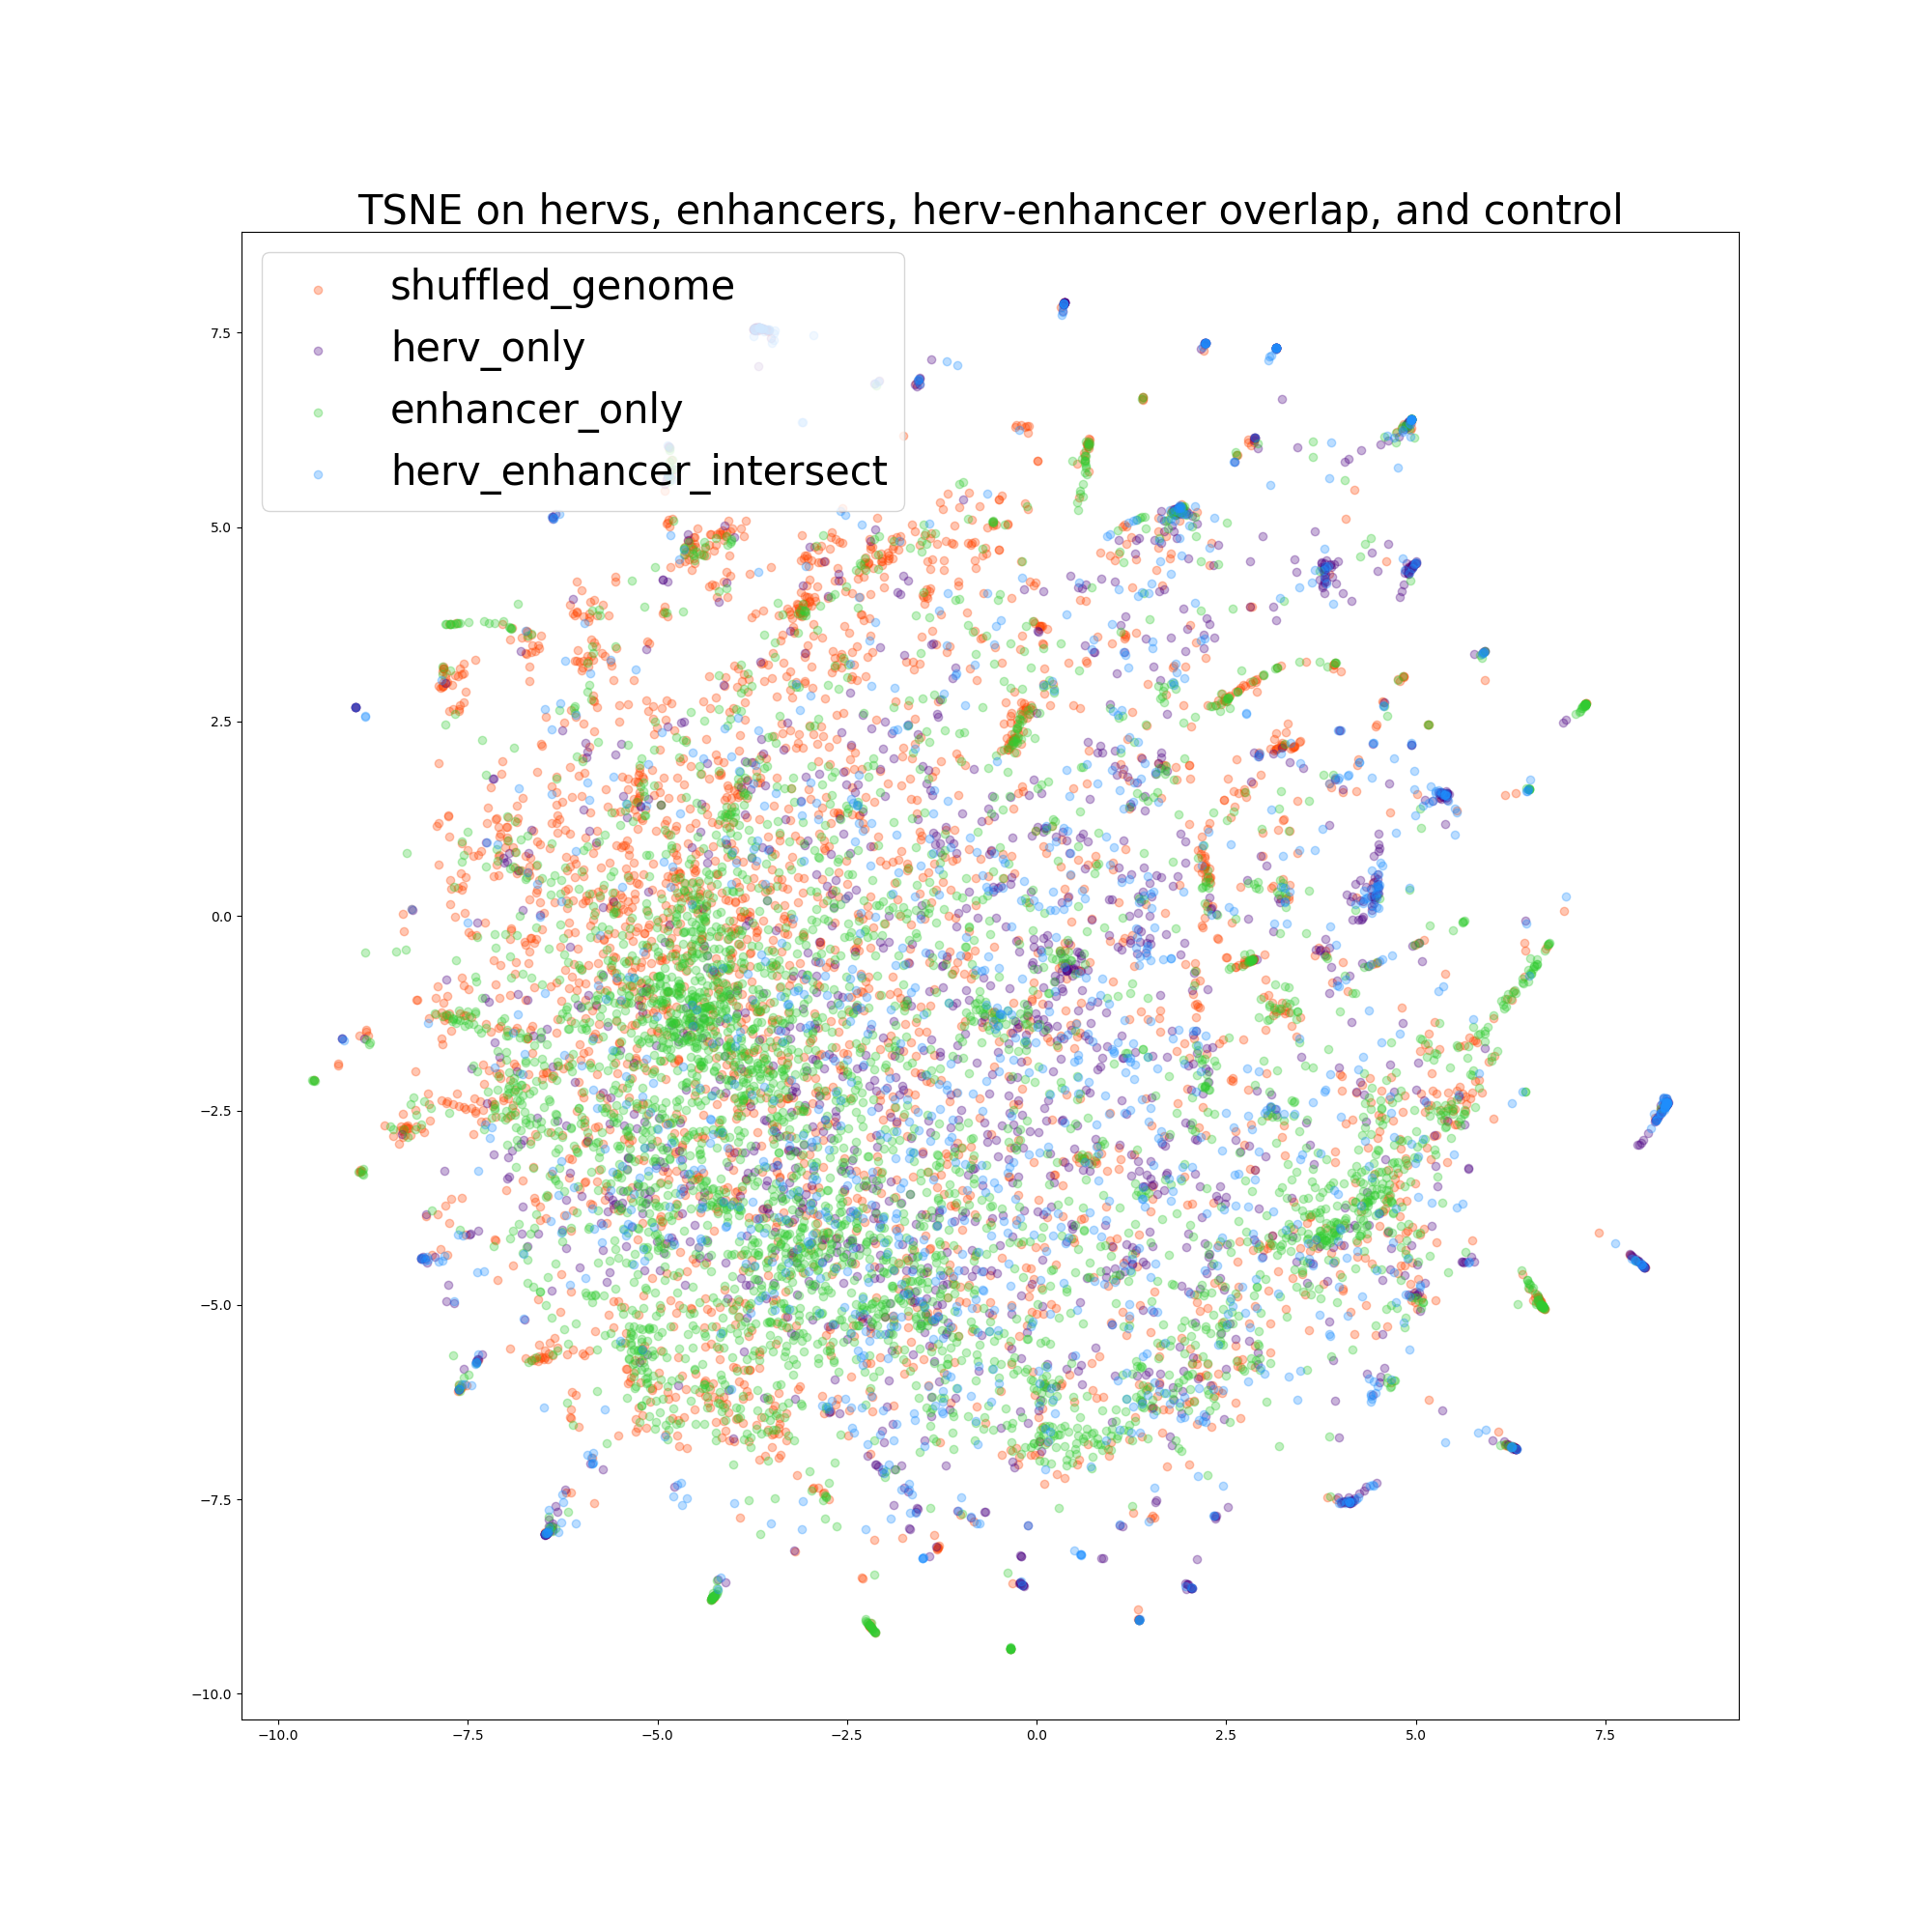 TSNE on hervs, enhancers, herv-enhancer overlap, and control
shuffled_genome
herv_only
enhancer_only
herv_enhancer_intersect
7.5
5.0
2.5
0.0
−2.5
−5.0
−7.5
−10.0
−10.0 −7.5 −5.0 −2.5 0.0 2.5 5.0 7.5